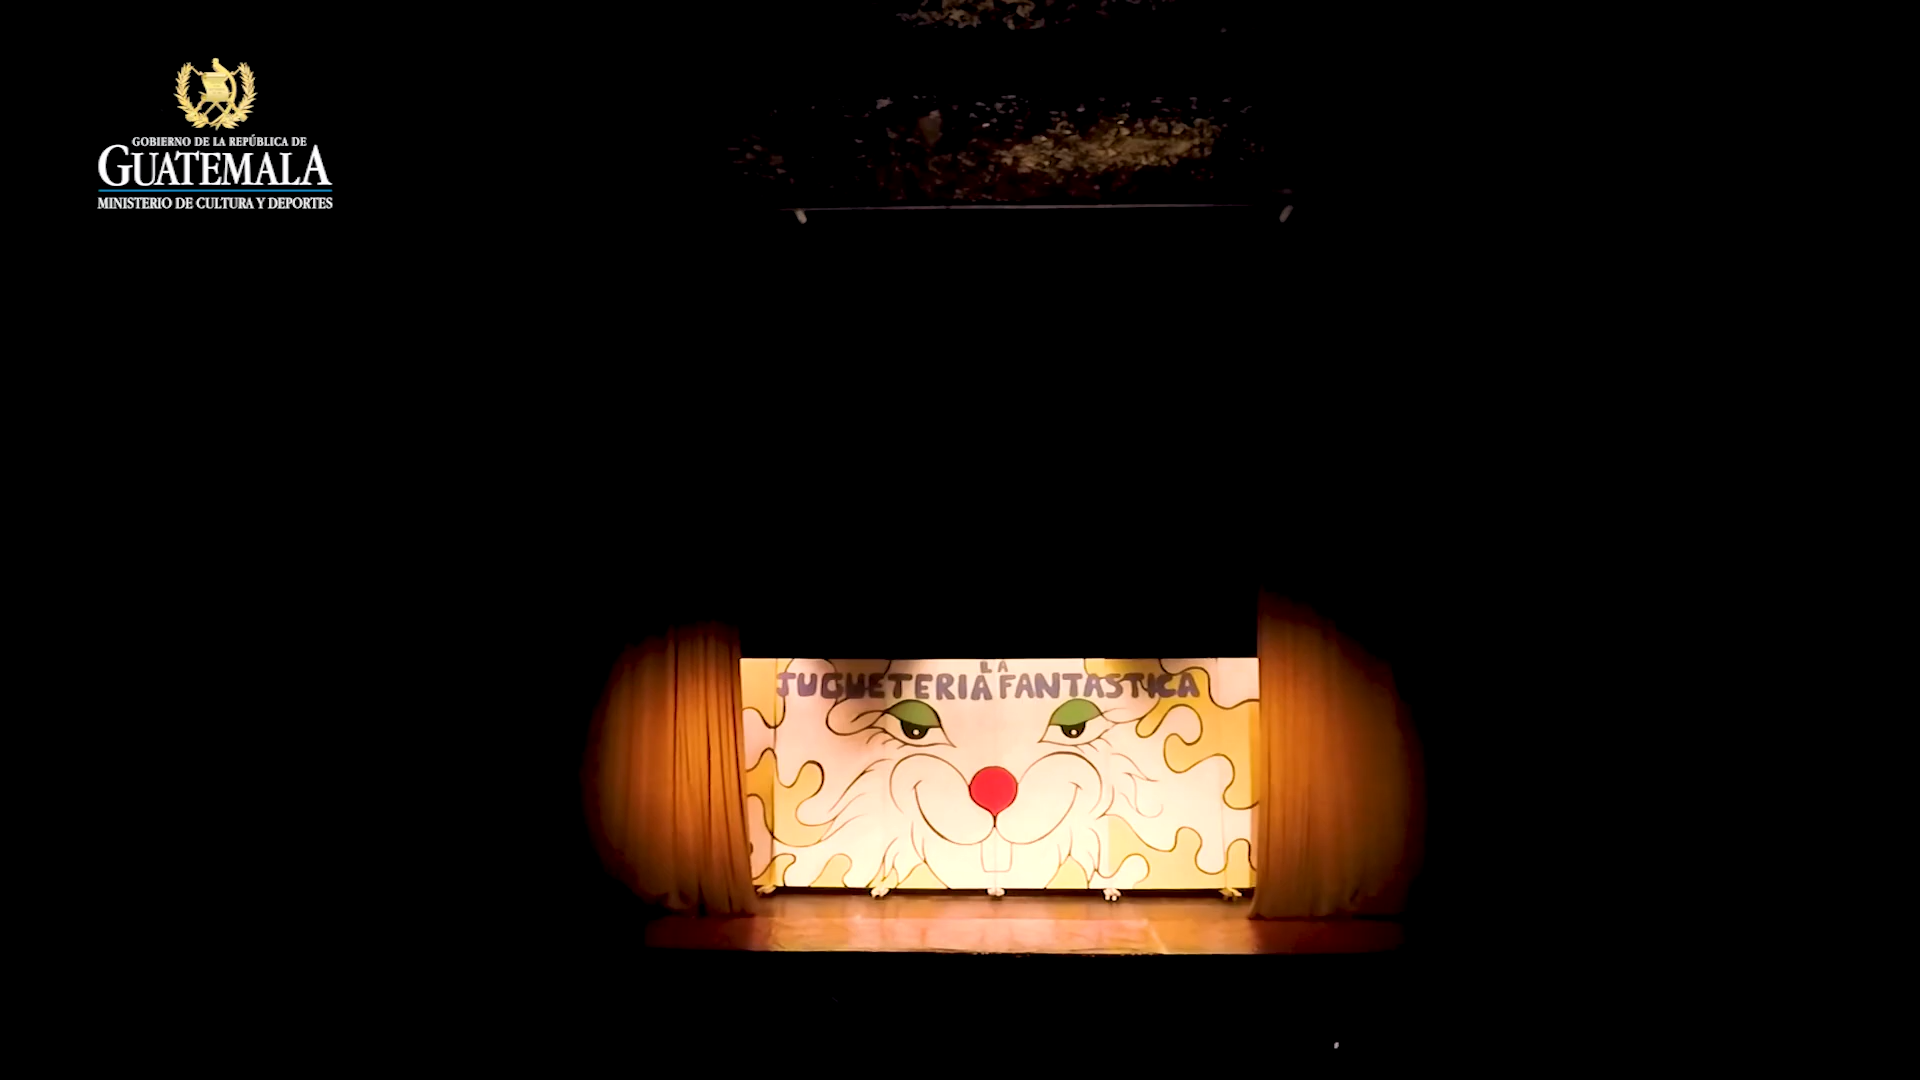 GOBIERNO DE LA REPÚBLICA DE
GUATEMALA
MINISTERIO DE CULTURA Y DEPORTES
LA
JUGUETERIA FANTASTICA